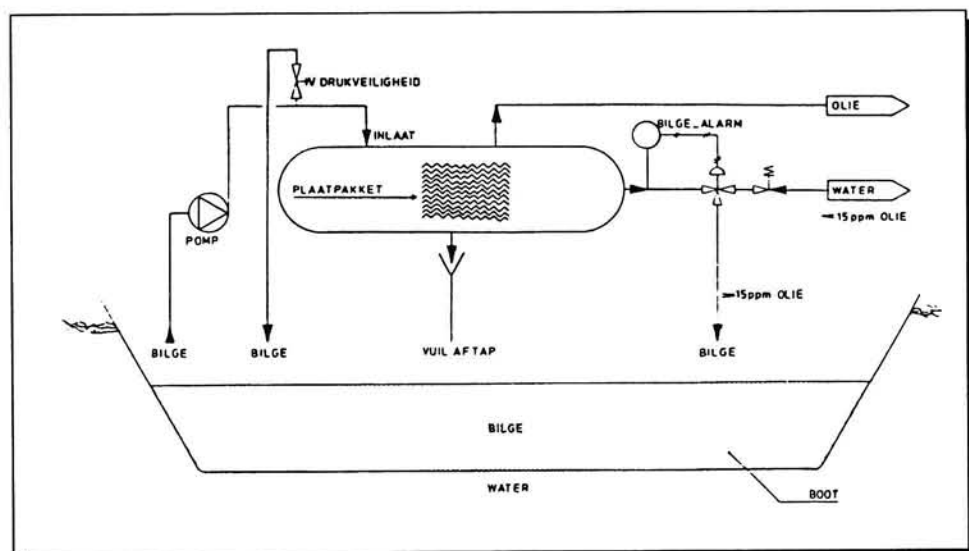 IV DRUKVEILIGHEID
OLIE
INLAAT
BILGE_ALARM
PLAATPAKKET
WATER
<15ppm OLIE
POMP
>15ppm OLIE
BILGE
BILGE
VUIL AFTAP
BILGE
BILGE
WATER
BOOT